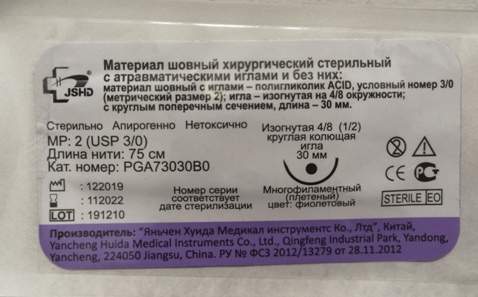 JSHD
Материал шовный хирургический стерильный
с атравматическими иглами и без них:
материал шовный с иглами – полигликолик ACID, условный номер 3/0
(метрический размер 2); игла – изогнутая на 4/8 окружности;
с круглым поперечным сечением, длина – 30 мм.
Стерильно Апирогенно Нетоксично
МР: 2 (USP 3/0)
Длина нити: 75 см
Кат. номер: PGA73030B0
Изогнутая 4/8 (1/2)
круглая колющая
игла
30 мм
: 122019
: 112022
LOT : 191210
Номер серии
соответствует
дате стерилизации
Многофиламентный
(плетеный)
цвет: фиолетовый
2
CE
STERILE EO
Производитель: "Яньчен Хуида Медикал инструментс Ко., Лтд", Китай,
Yancheng Huida Medical Instruments Co., Ltd., Qingfeng Industrial Park, Yandong,
Yancheng, 224050 Jiangsu, China. РУ № ФСЗ 2012/13279 от 28.11.2012